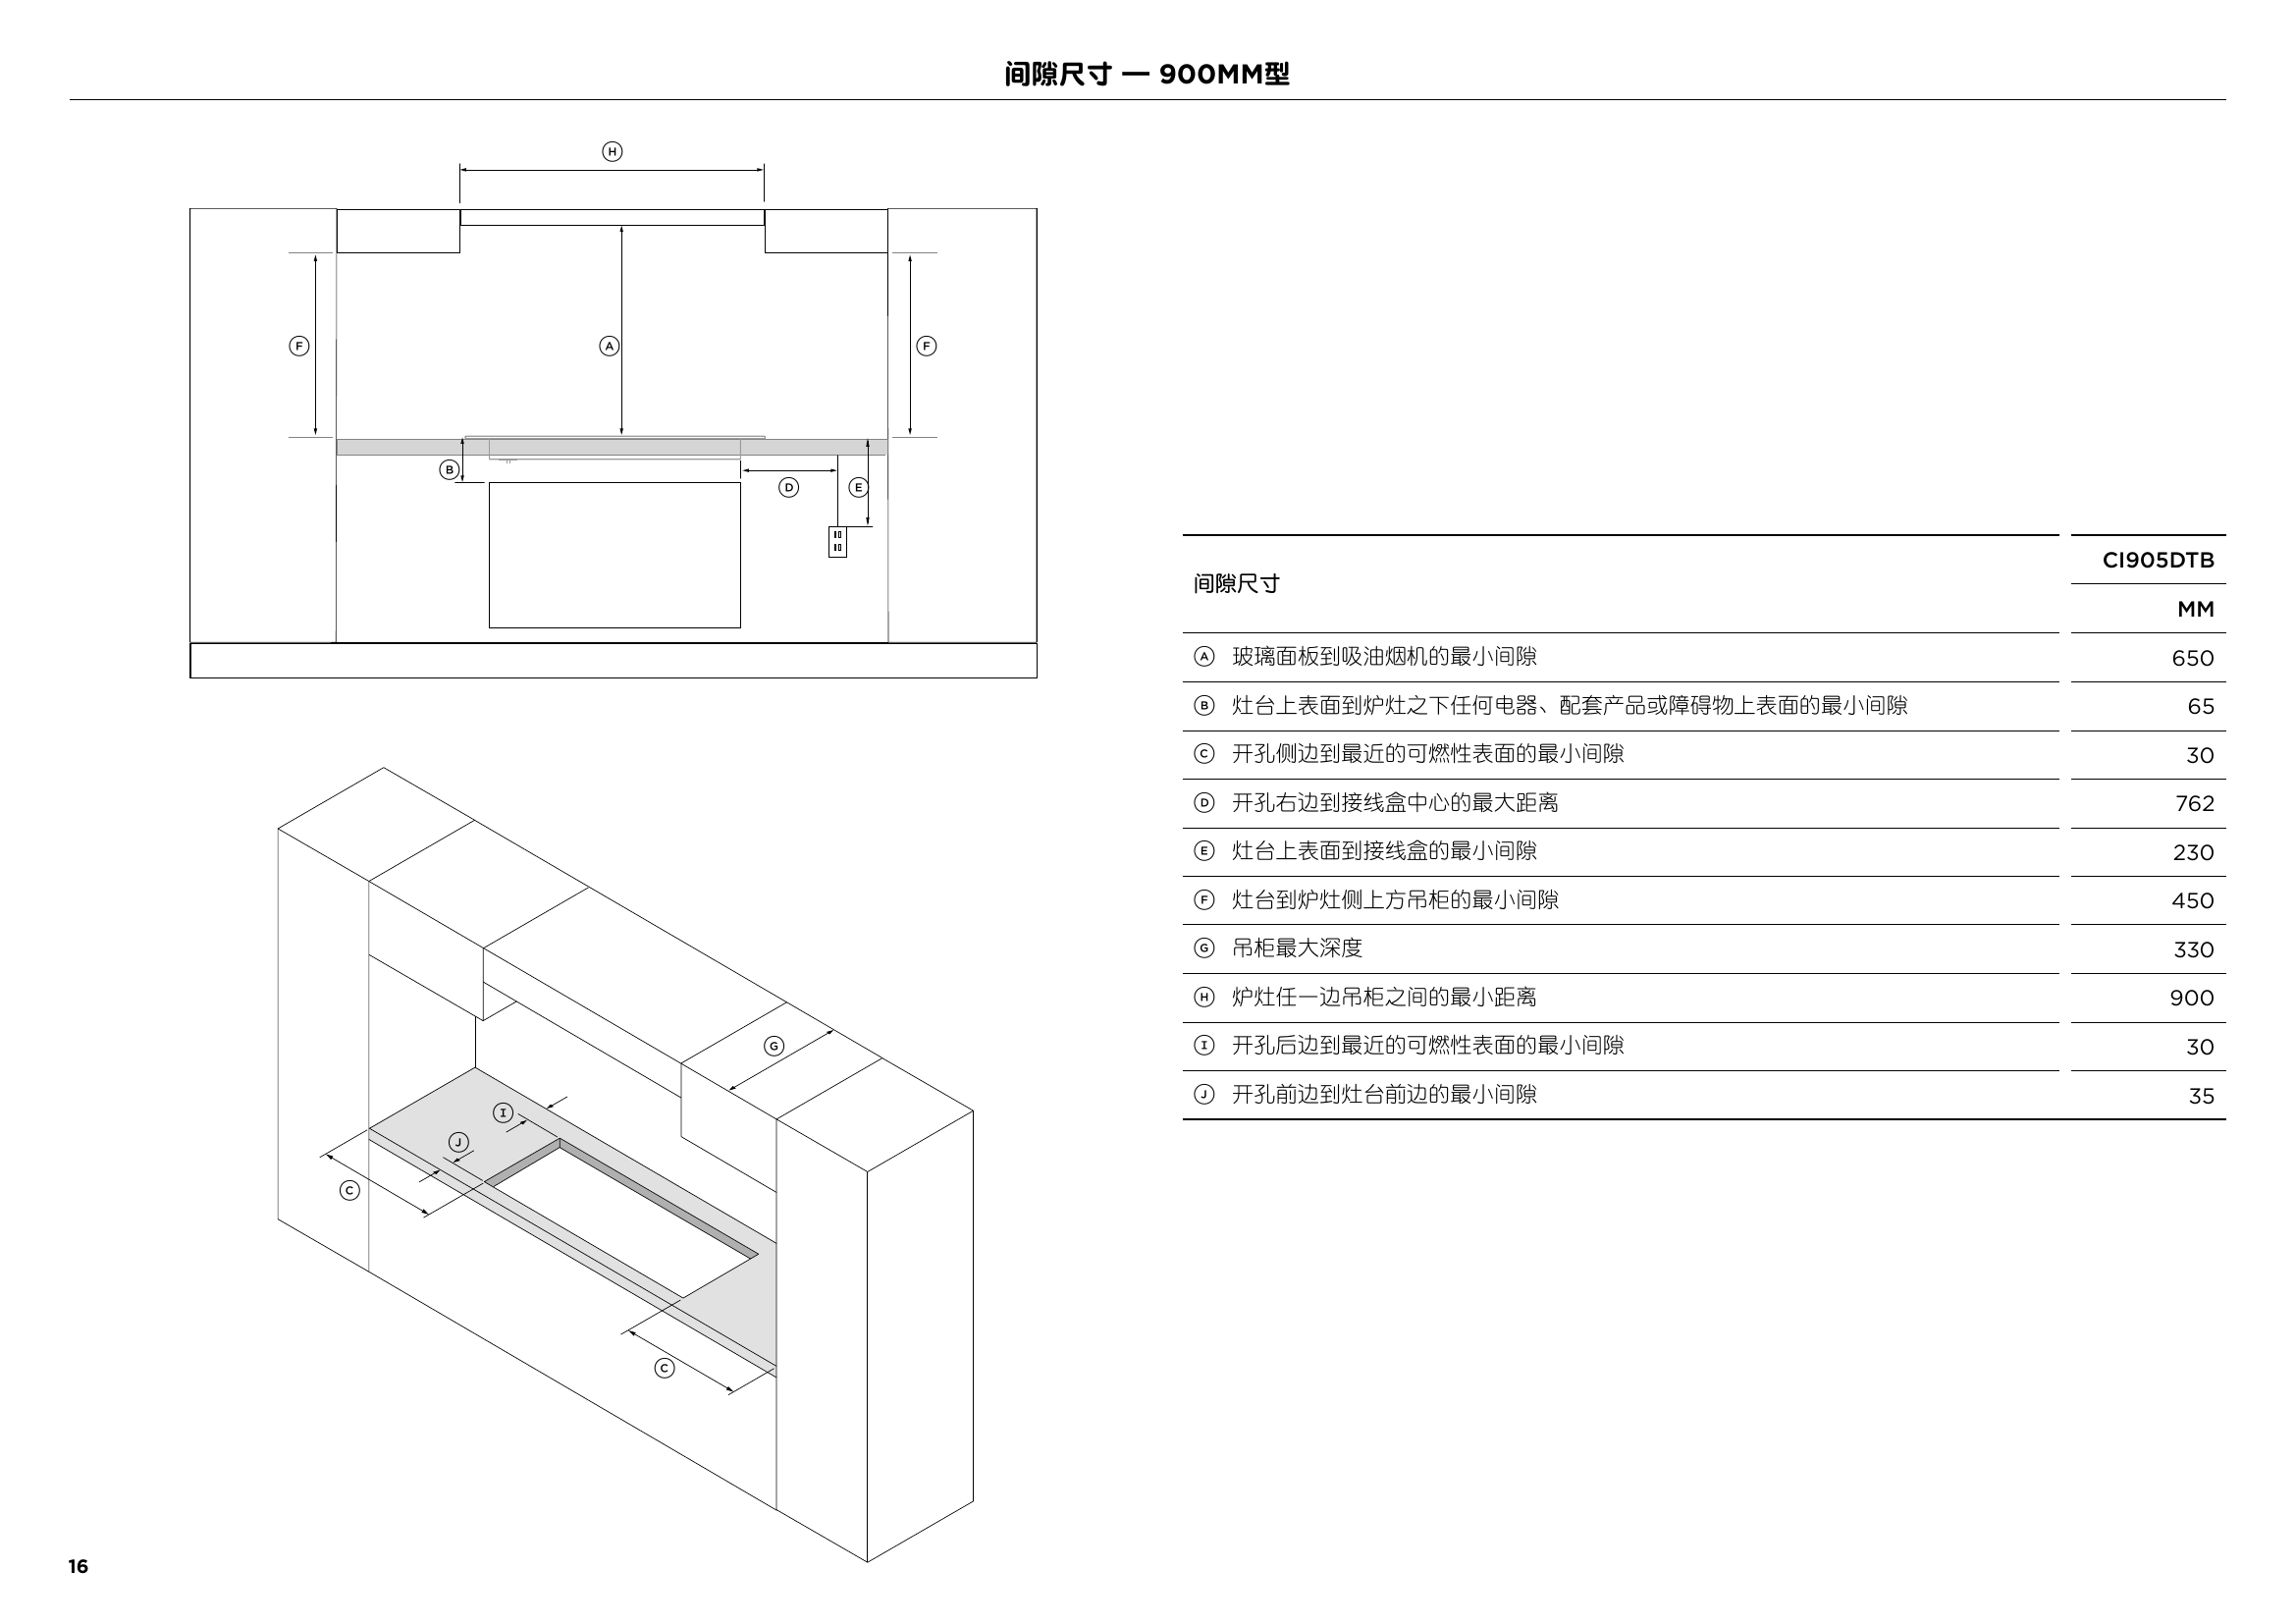 间隙尺寸 — 900MM型
H
F
A
F
B
D
E
G
I
J
C
C
间隙尺寸
CI905DTB
MM
A 玻璃面板到吸油烟机的最小间隙 650
B 灶台上表面到炉灶之下任何电器、配套产品或障碍物上表面的最小间隙 65
C 开孔侧边到最近的可燃性表面的最小间隙 30
D 开孔右边到接线盒中心的最大距离 762
E 灶台上表面到接线盒的最小间隙 230
F 灶台到炉灶侧上方吊柜的最小间隙 450
G 吊柜最大深度 330
H 炉灶任一边吊柜之间的最小距离 900
I 开孔后边到最近的可燃性表面的最小间隙 30
J 开孔前边到灶台前边的最小间隙 35
16